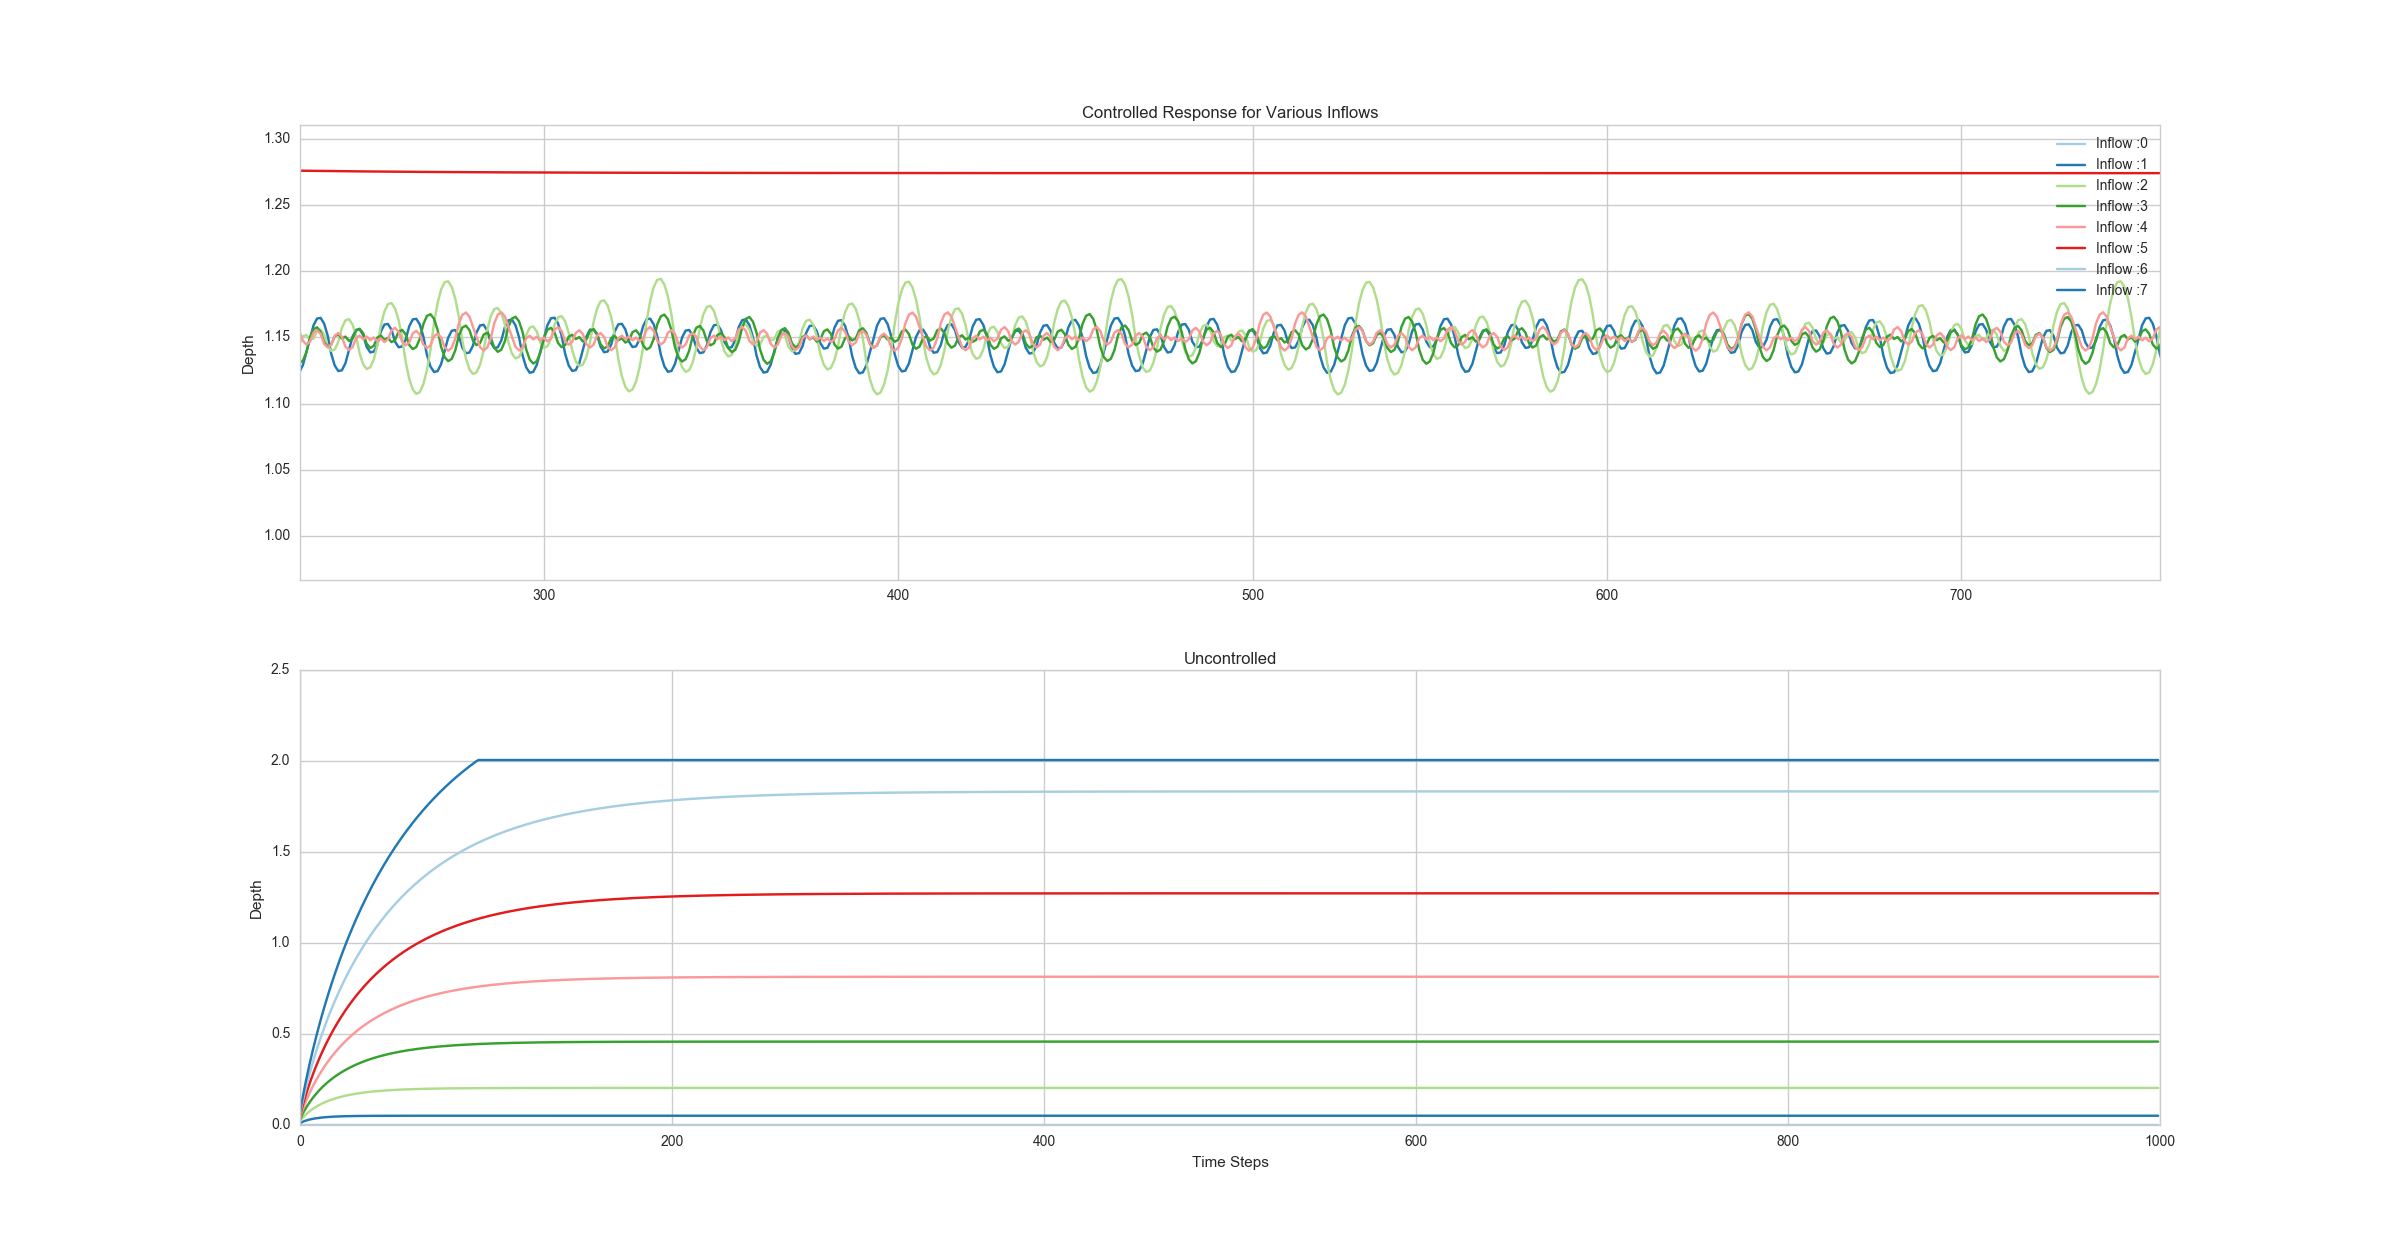 Controlled Response for Various Inflows
1.30
1.25
1.20
1.15
1.10
1.05
1.00
Depth
Inflow :0
Inflow :1
Inflow :2
Inflow :3
Inflow :4
Inflow :5
Inflow :6
Inflow :7
300 400 500 600 700
Uncontrolled
2.5
2.0
1.5
1.0
0.5
0.0
Depth
0 200 400 600 800 1000
Time Steps